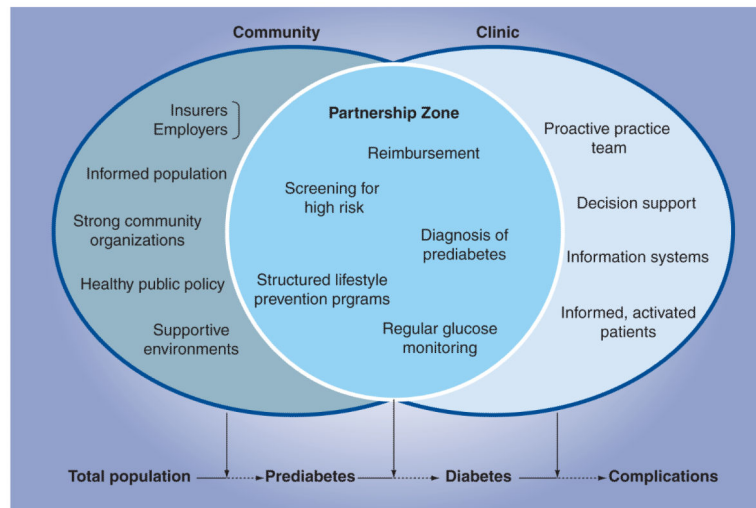 Community
Clinic
Insurers
Employers
Informed population
Strong community
organizations
Healthy public policy
Supportive
environments
Partnership Zone
Reimbursement
Screening for
high risk
Diagnosis of
prediabetes
Structured lifestyle
prevention prgrams
Regular glucose
monitoring
Proactive practice
team
Decision support
Information systems
Informed, activated
patients
Total population
Prediabetes
Diabetes
Complications